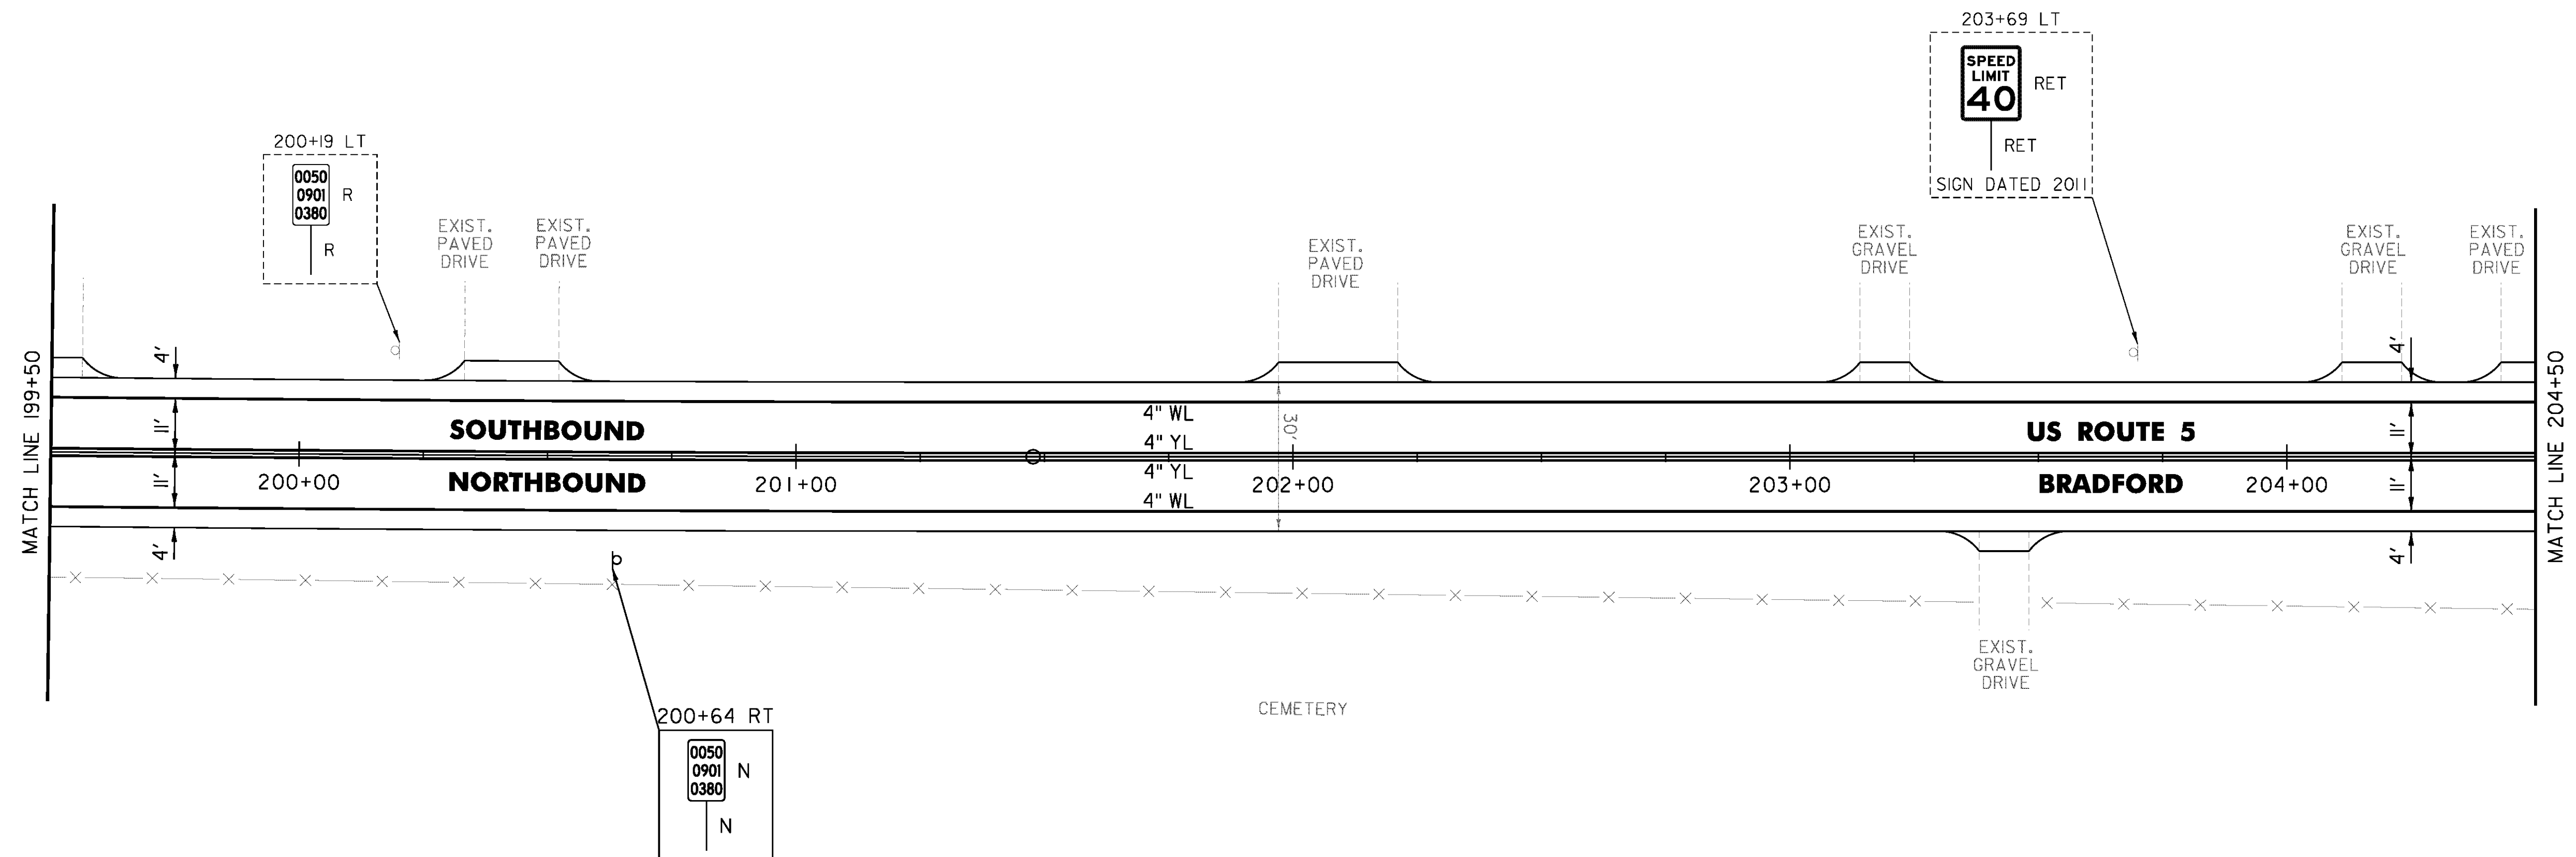 203+69 LT
SPEED
LIMIT
40
RET
RET
SIGN DATED 2011
200+19 LT
0050
0901
0380
R
R
EXIST.
PAVED
DRIVE
EXIST.
PAVED
DRIVE
EXIST.
PAVED
DRIVE
EXIST.
GRAVEL
DRIVE
EXIST.
GRAVEL
DRIVE
EXIST.
PAVED
DRIVE
MATCH LINE 199+50
4'
11'
11'
4'
SOUTHBOUND
NORTHBOUND
4" WL
4" YL
4" YL
4" WL
30'
US ROUTE 5
BRADFORD
200+00
201+00
202+00
203+00
204+00
4'
11'
11'
4'
MATCH LINE 204+50
EXIST.
GRAVEL
DRIVE
CEMETERY
200+64 RT
0050
0901
0380
N
N